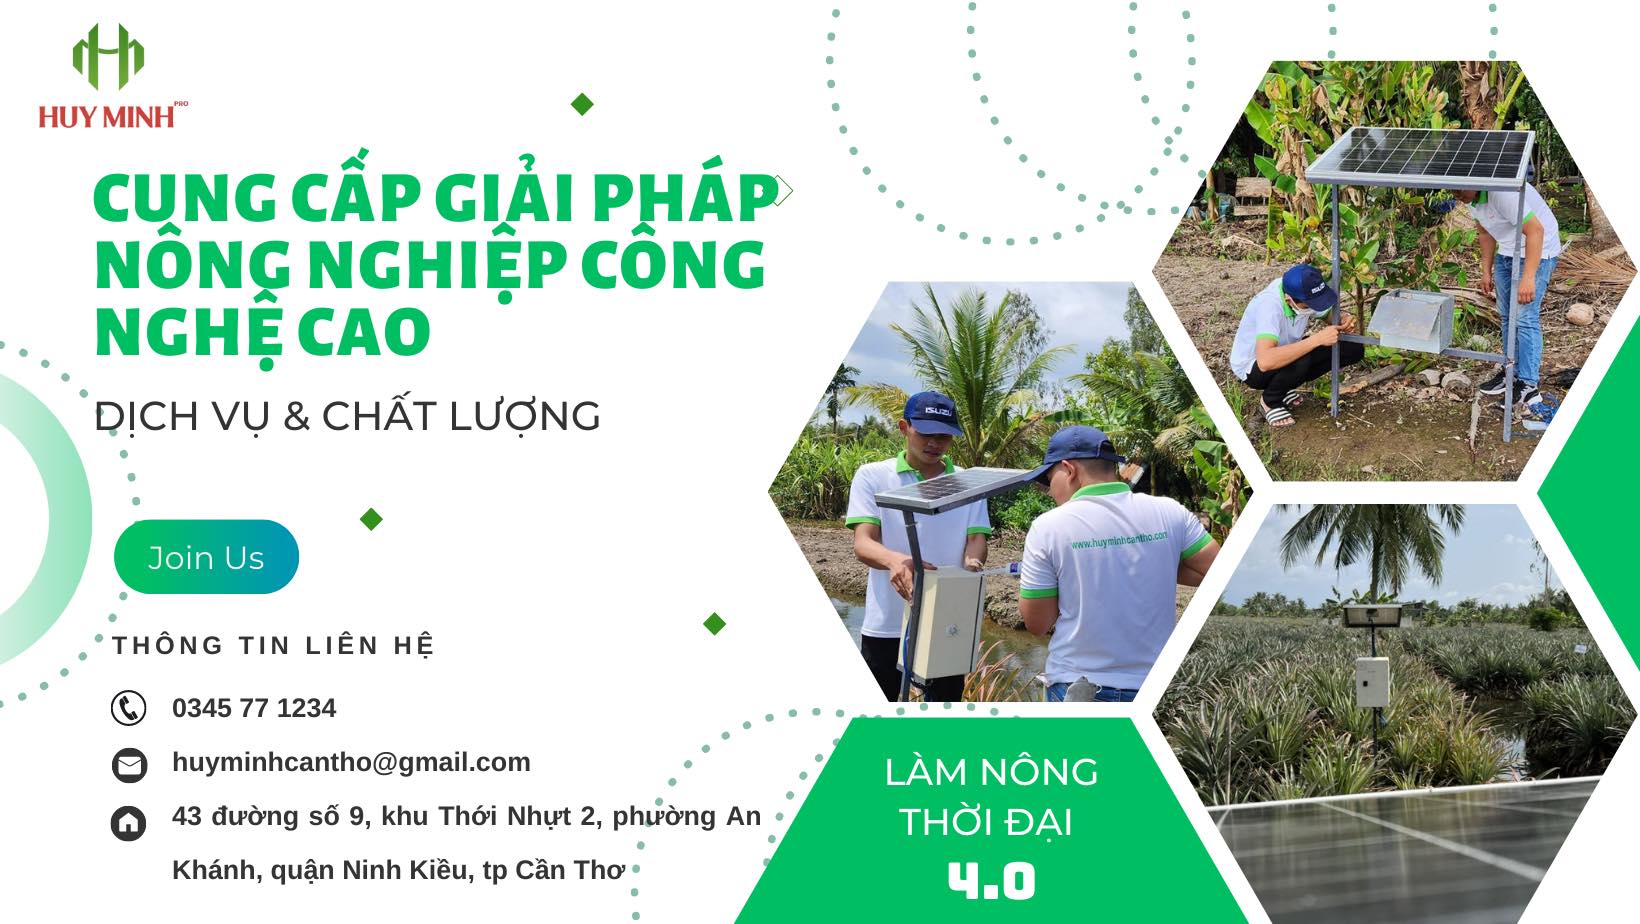 HUY MINH PRO
CUNG CẤP GIẢI PHÁP
NÔNG NGHIỆP CÔNG
NGHỆ CAO
DỊCH VỤ & CHẤT LƯỢNG
Join Us
THÔNG TIN LIÊN HỆ
0345 77 1234
huyminhcantho@gmail.com
43 đường số 9, khu Thới Nhựt 2, phường An
Khánh, quận Ninh Kiều, tp Cần Thơ
ISUZU
www.huyminhcantho.com
ISUZU
LÀM NÔNG
THỜI ĐẠI
4.0